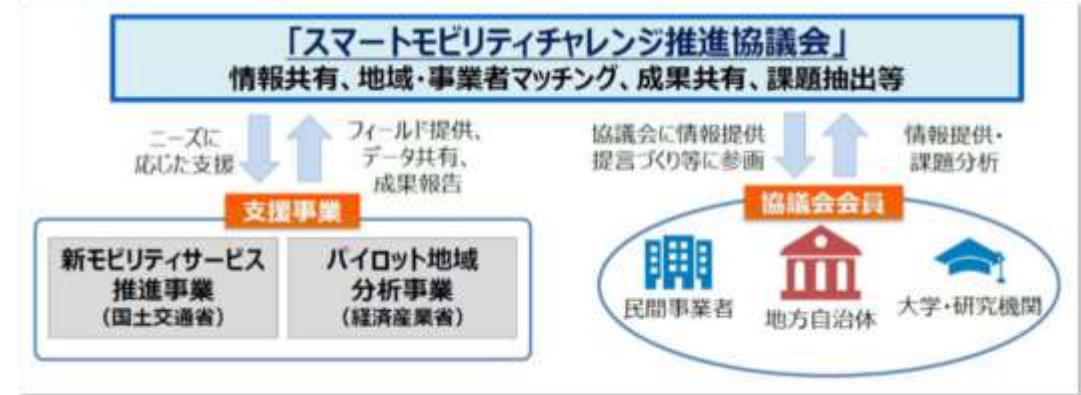 「スマートモビリティチャレンジ推進協議会」
情報共有、地域・事業者マッチング、成果共有、課題抽出等
ニーズに
応じた支援
フィールド提供、
データ共有、
成果報告
協議会に情報提供
提言づくり等に参画
情報提供・
課題分析
支援事業
新モビリティサービス
推進事業
（国土交通省）
パイロット地域
分析事業
（経済産業省）
協議会会員
民間事業者
地方自治体
大学・研究機関